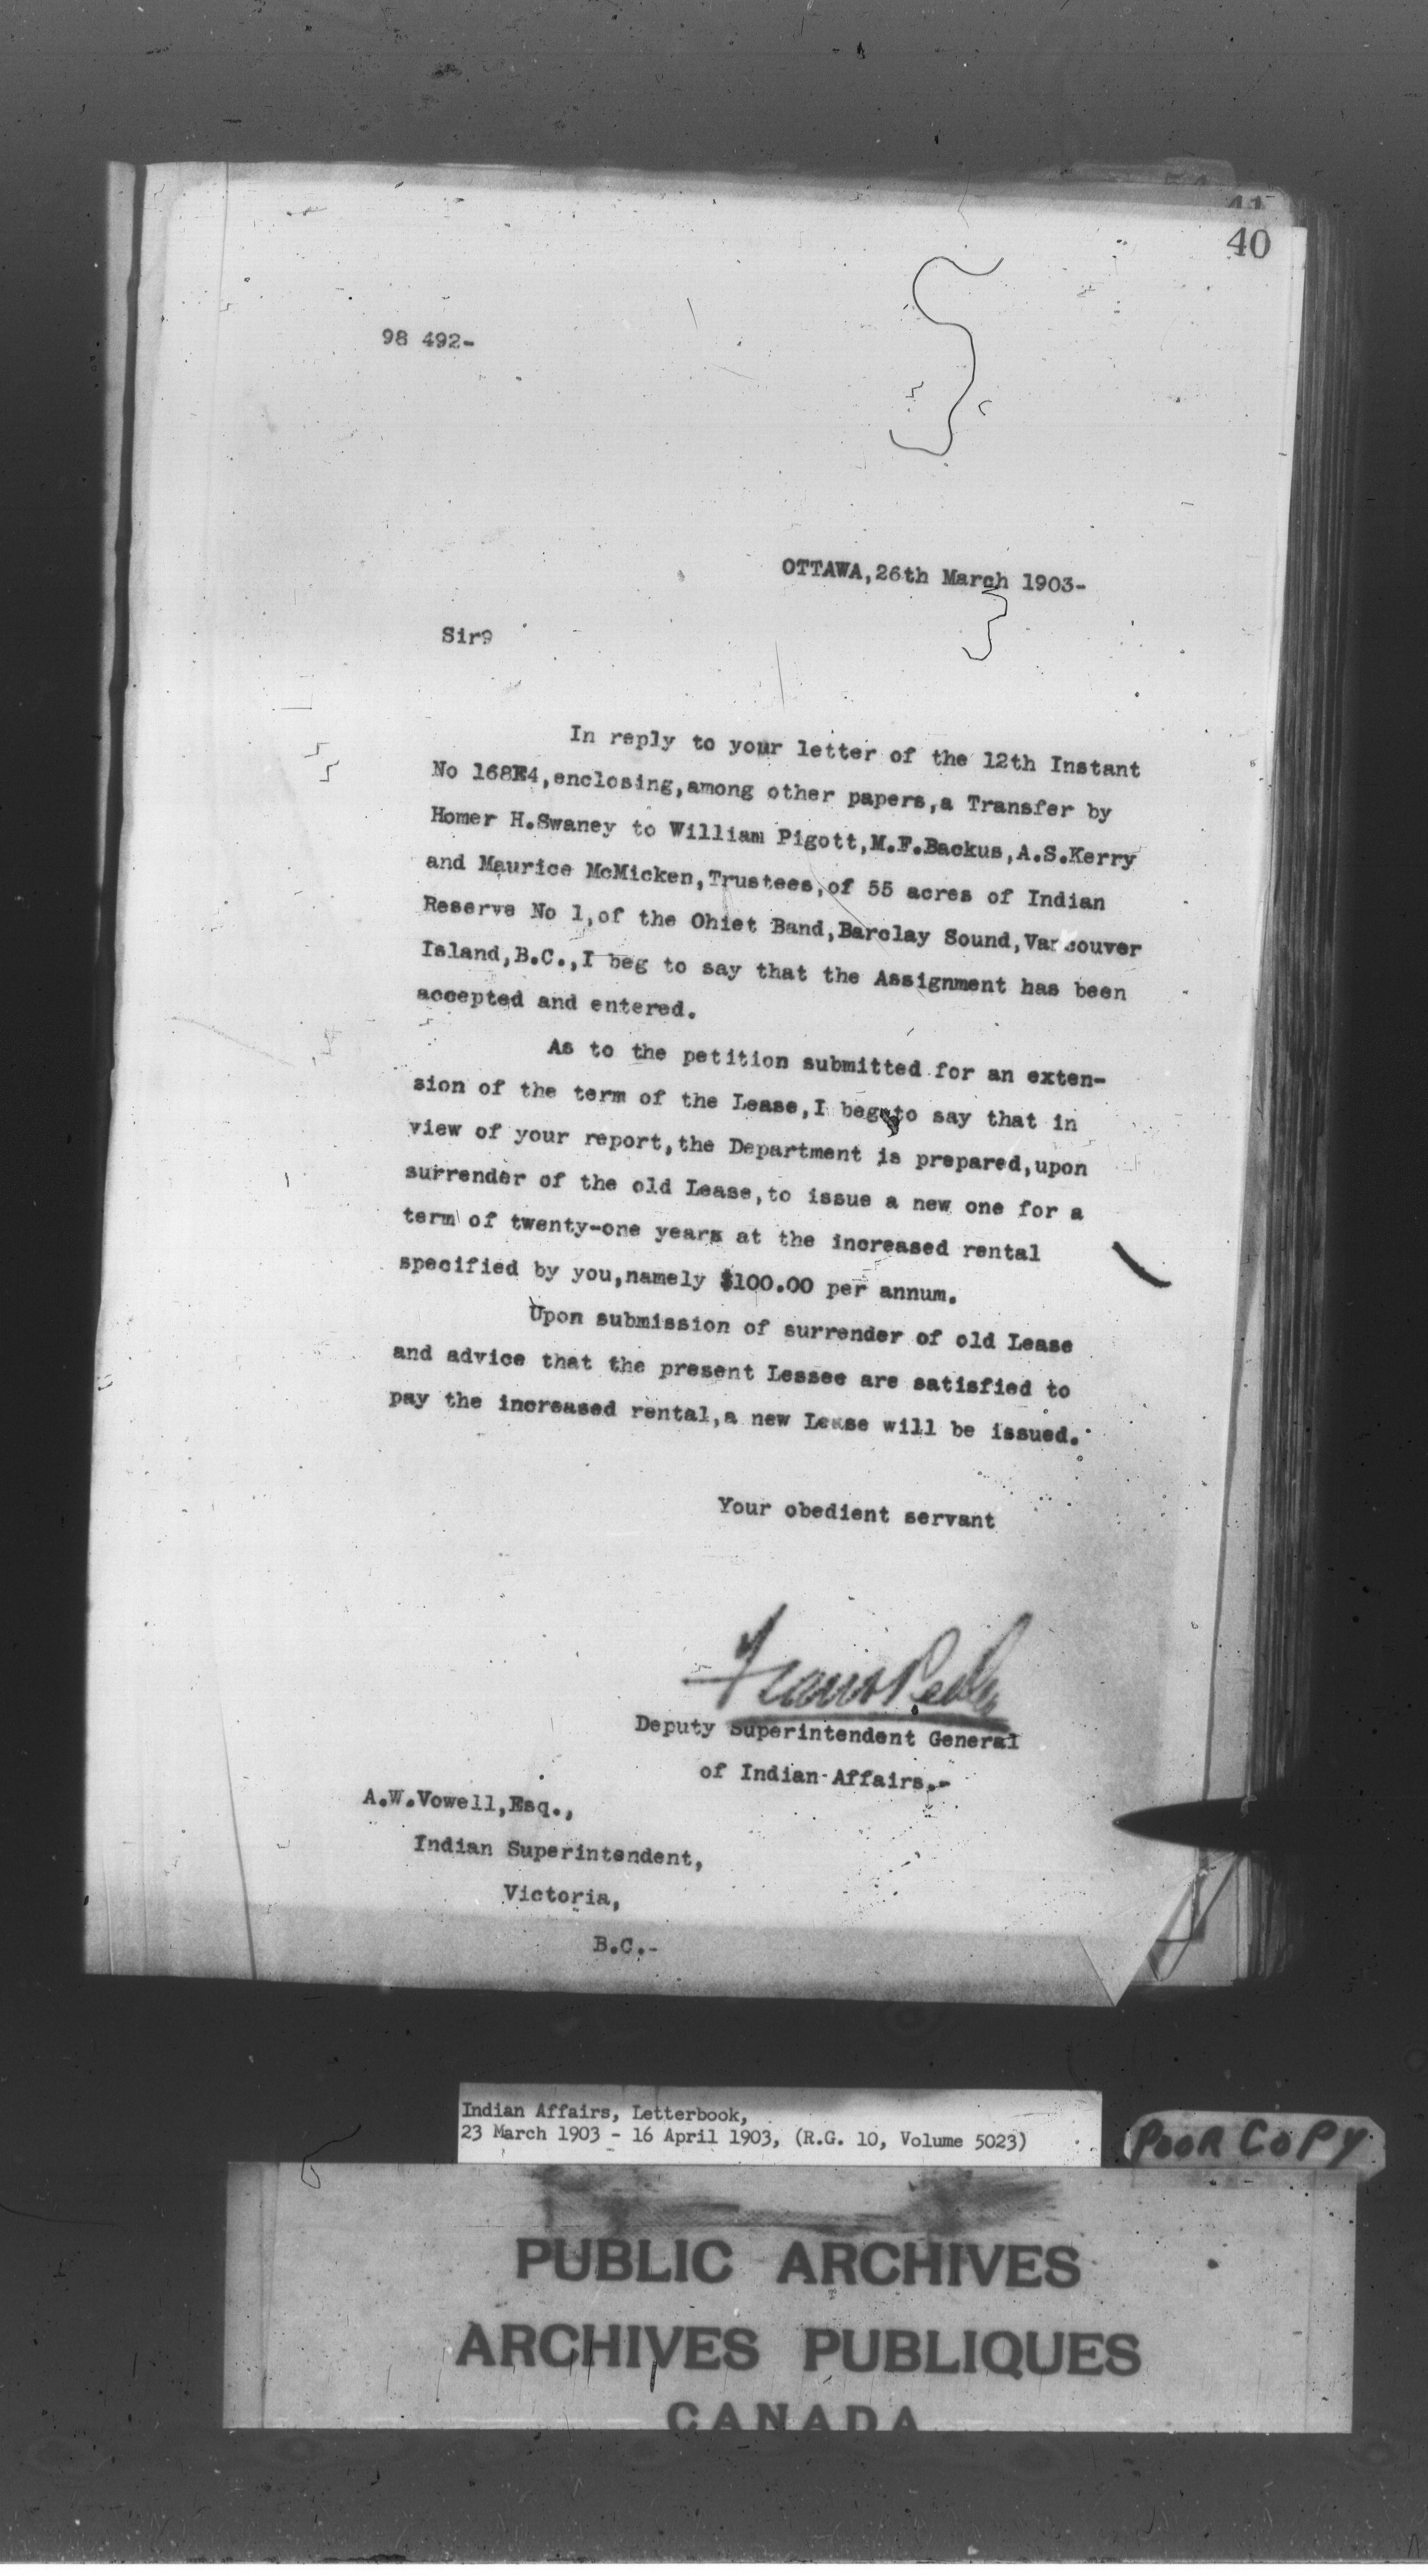 41
40
98 492-
OTTAWA,26th March 1903-
Sir9
In reply to your letter of the 12th Instant
No 168E4,enclosing,among other papers,a Transfer by
Homer H.Swaney to William Pigott,M.F.Backus,A.S.Kerry
and Maurice McMicken,Trustees,of 55 acres of Indian
Reserve No 1,of the Ohiet Band,Barclay Sound,Vancouver
Island,B.C.,I beg to say that the Assignment has been
accepted and entered.
As to the petition submitted for an exten-
sion of the term of the Lease,I beg to say that in
view of your report,the Department is prepared,upon
surrender of the old Lease,to issue a new one for a
term of twenty-one years at the increased rental
specified by you,namely $100.00 per annum.
Upon submission of surrender of old Lease
and advice that the present Lessee are satisfied to
pay the increased rental,a new Lease will be issued.
Your obedient servant
Frank Pedley
Deputy Superintendent General
of Indian Affairs.-
A.W.Vowell,Esq.,
Indian Superintendent,
Victoria,
B.C.-
Indian Affairs, Letterbook,
23 March 1903 - 16 April 1903, (R.G. 10, Volume 5023)
POOR COPY
PUBLIC ARCHIVES
ARCHIVES PUBLIQUES
CANADA